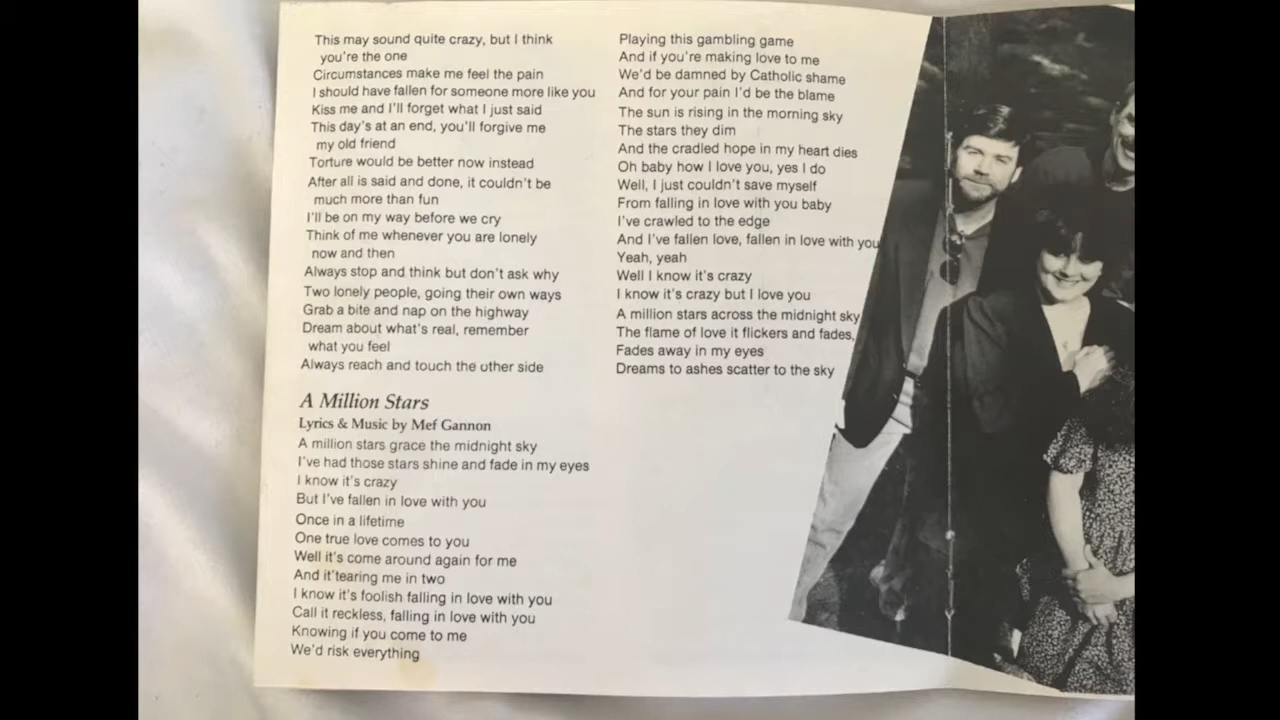 This may sound quite crazy, but I think
you're the one
Circumstances make me feel the pain
I should have fallen for someone more like you
Kiss me and I'll forget what I just said
This day's at an end, you'll forgive me
my old friend
Torture would be better now instead
After all is said and done, it couldn't be
much more than fun
I'll be on my way before we cry
Think of me whenever you are lonely
now and then
Always stop and think but don't ask why
Two lonely people, going their own ways
Grab a bite and nap on the highway
Dream about what's real, remember
what you feel
Always reach and touch the other side
A Million Stars
Lyrics & Music by Mef Gannon
A million stars grace the midnight sky
I've had those stars shine and fade in my eyes
I know it's crazy
But I've fallen in love with you
Once in a lifetime
One true love comes to you
Well it's come around again for me
And it'tearing me in two
I know it's foolish falling in love with you
Call it reckless, falling in love with you
Knowing if you come to me
We'd risk everything
Playing this gambling game
And if you're making love to me
We'd be damned by Catholic shame
And for your pain I'd be the blame
The sun is rising in the morning sky
The stars they dim
And the cradled hope in my heart dies
Oh baby how I love you, yes I do
Well, I just couldn't save myself
From falling in love with you baby
I've crawled to the edge
And I've fallen love, fallen in love with you
Yeah, yeah
Well I know it's crazy
I know it's crazy but I love you
A million stars across the midnight sky
The flame of love it flickers and fades,
Fades away in my eyes
Dreams to ashes scatter to the sky